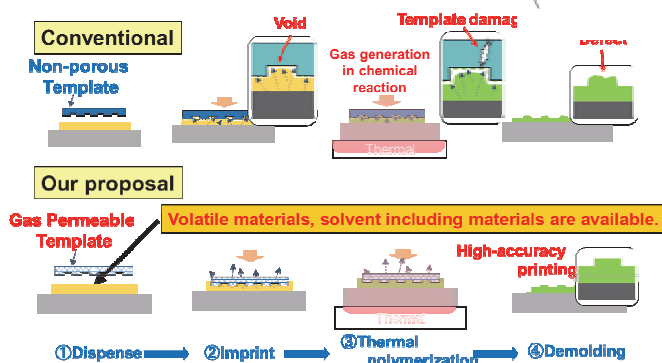 Conventional
Void
Template damag
Non-porous
Template
Gas generation
in chemical
reaction
Defect
Thermal
Our proposal
Gas Permeable
Template
Volatile materials, solvent including materials are available.
High-accuracy
printing
Thermal
①Dispense
②Imprint
③Thermal
polymerization
④Demolding